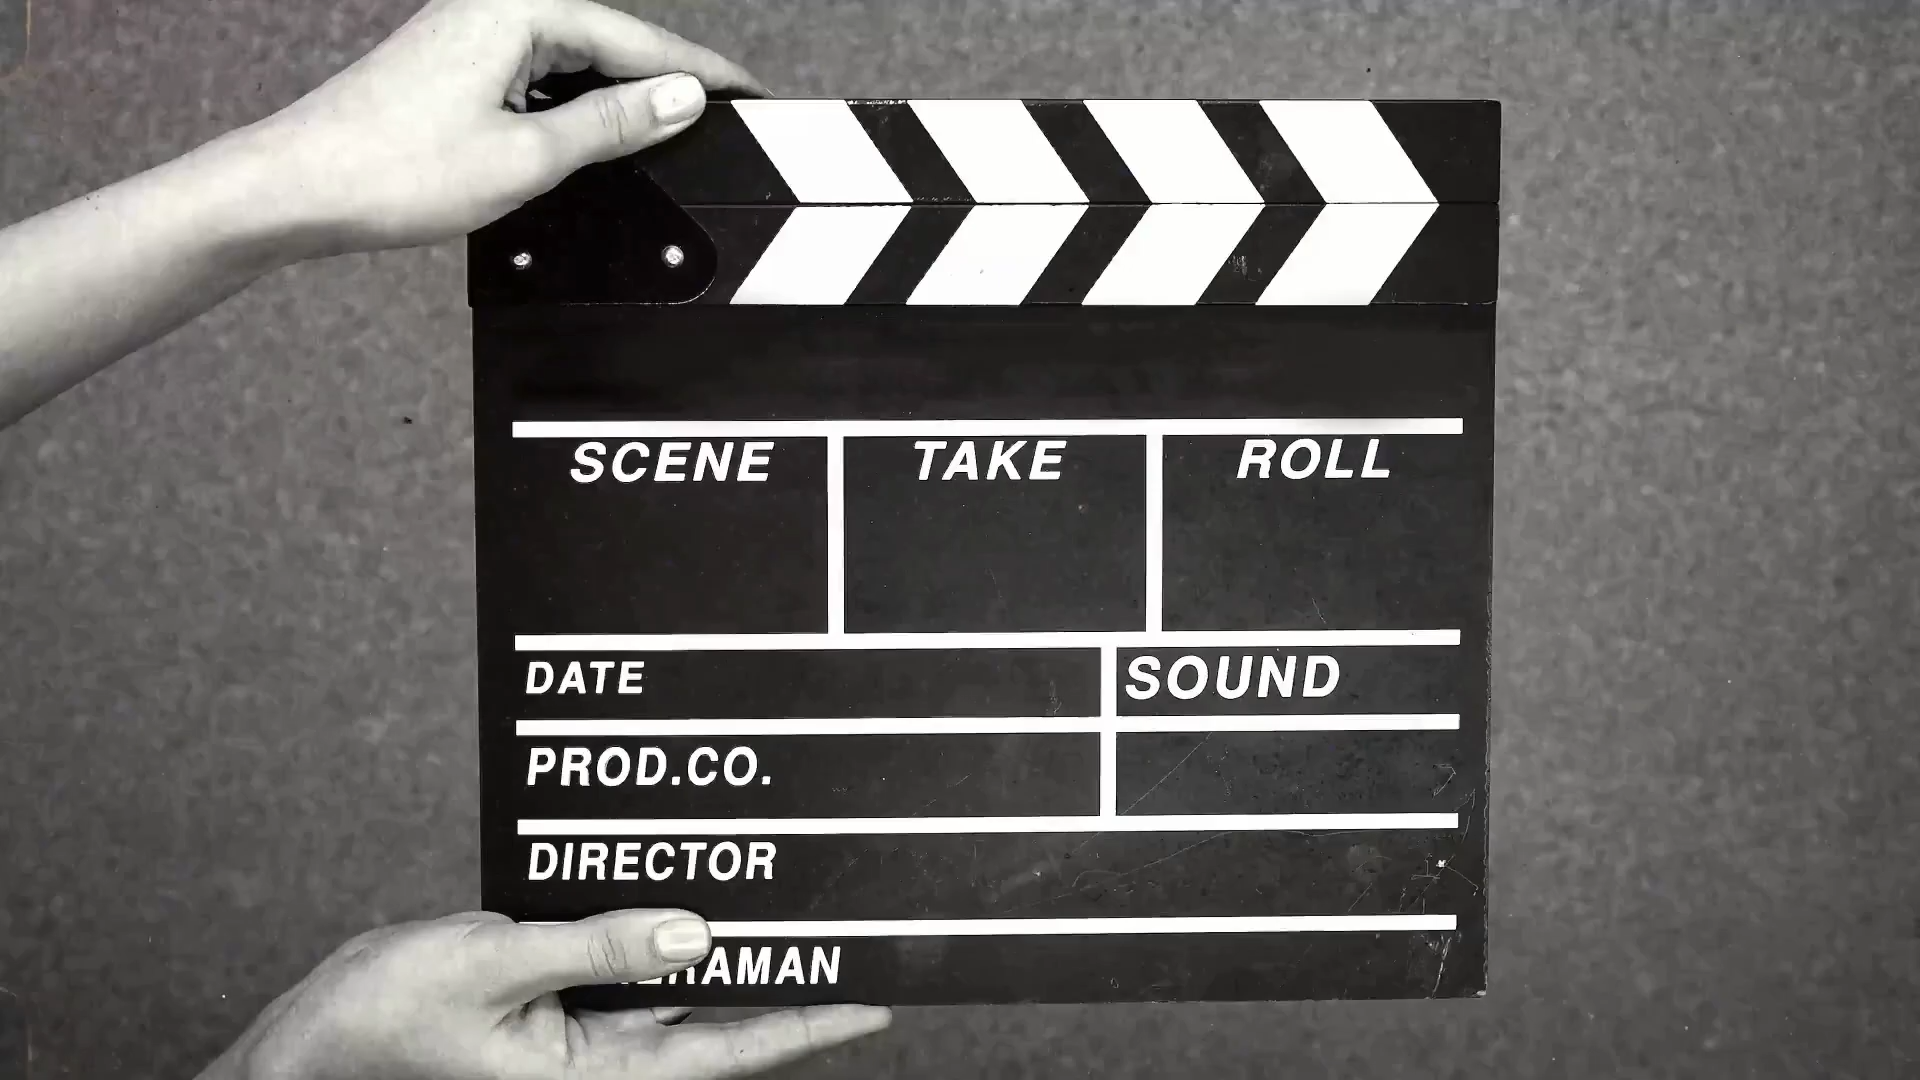 SCENE TAKE ROLL
DATE SOUND
PROD.CO.
DIRECTOR